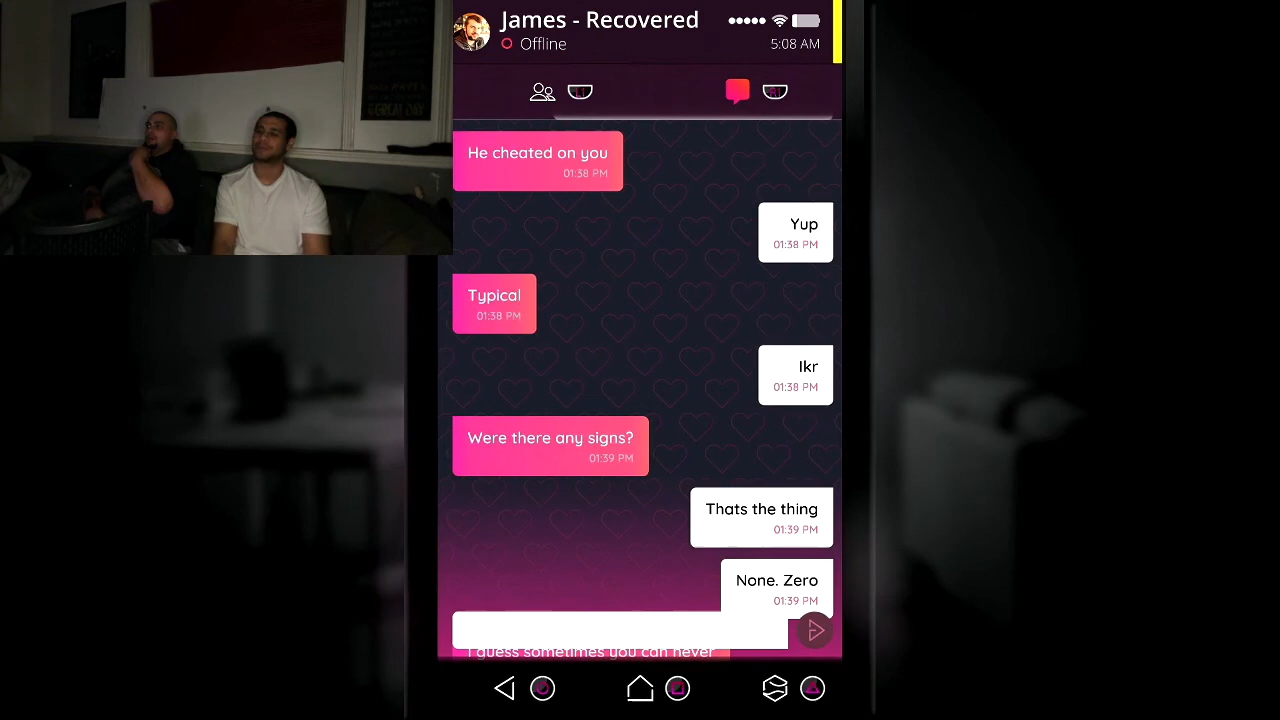 James - Recovered
Offline
5:08 AM
He cheated on you
01:38 PM
Yup
01:38 PM
Typical
01:38 PM
Ikr
01:38 PM
Were there any signs?
01:39 PM
Thats the thing
01:39 PM
None. Zero
01:39 PM
I guess sometimes you can never